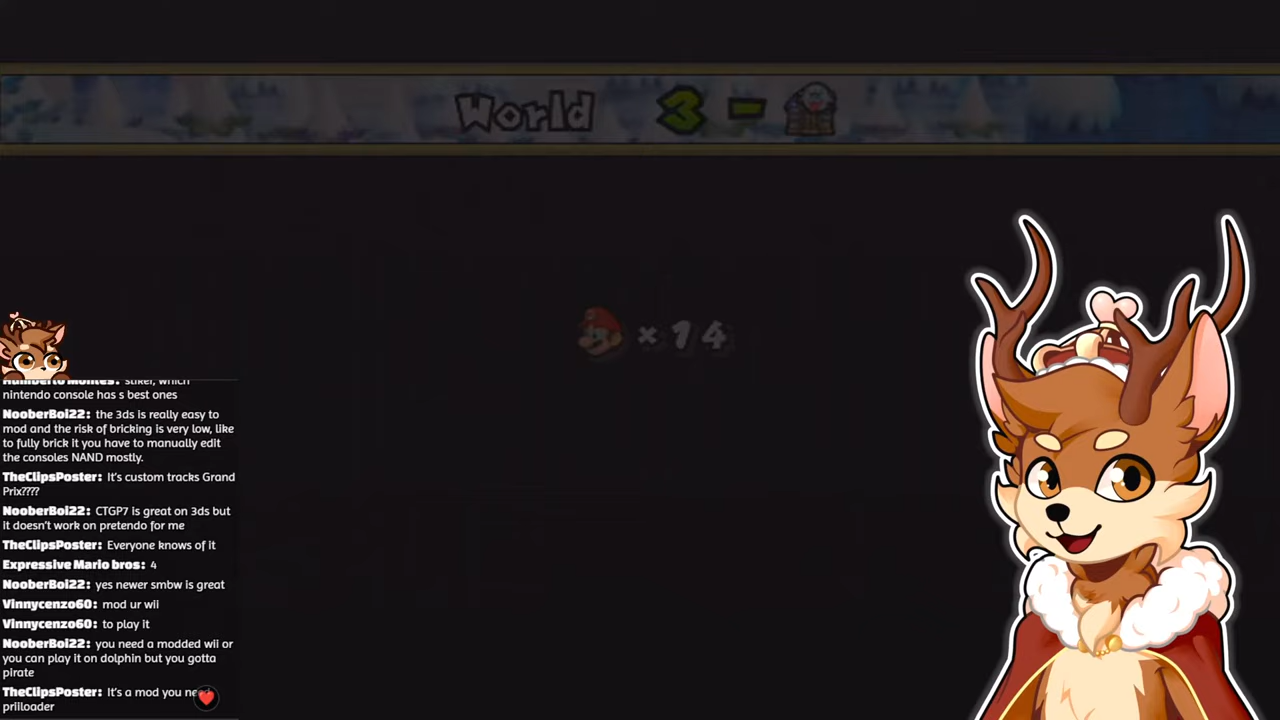 World 3 -
× 14
Humberto Montes: striker, which
nintendo console has s best ones
NooberBoi22: the 3ds is really easy to
mod and the risk of bricking is very low, like
to fully brick it you have to manually edit
the consoles NAND mostly.
TheClipsPoster: It's custom tracks Grand
Prix????
NooberBoi22: CTGP7 is great on 3ds but
it doesn't work on pretendo for me
TheClipsPoster: Everyone knows of it
Expressive Mario bros: 4
NooberBoi22: yes newer smbw is great
Vinnycenzo60: mod ur wii
Vinnycenzo60: to play it
NooberBoi22: you need a modded wii or
you can play it on dolphin but you gotta
pirate
TheClipsPoster: It's a mod you need
priiloader